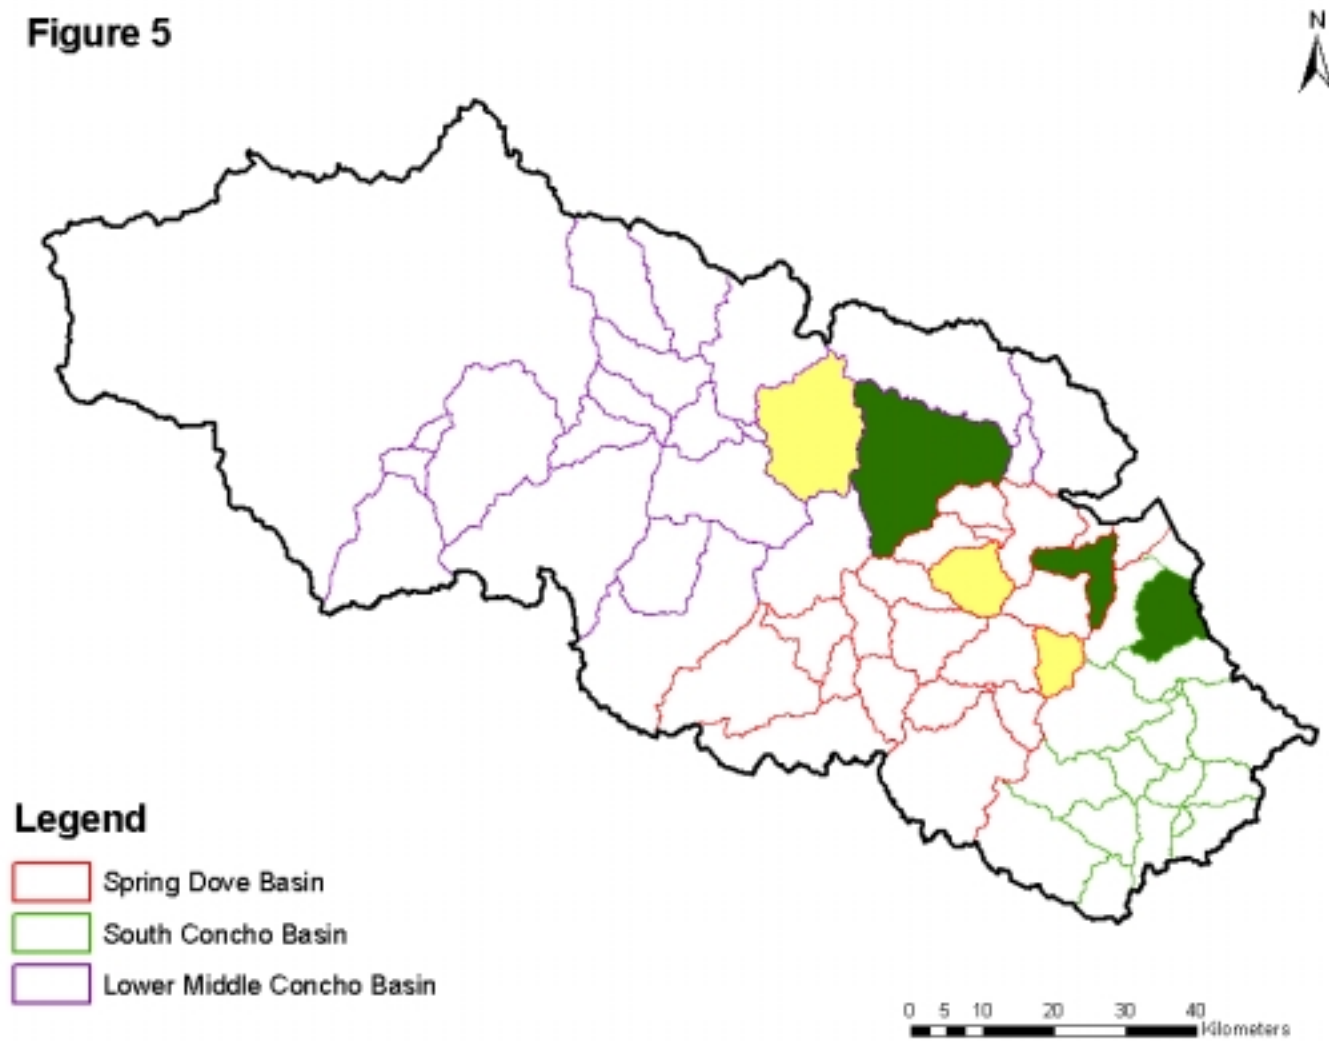 Figure 5
N
Legend
Spring Dove Basin
South Concho Basin
Lower Middle Concho Basin
0 5 10 20 30 40
Kilometers